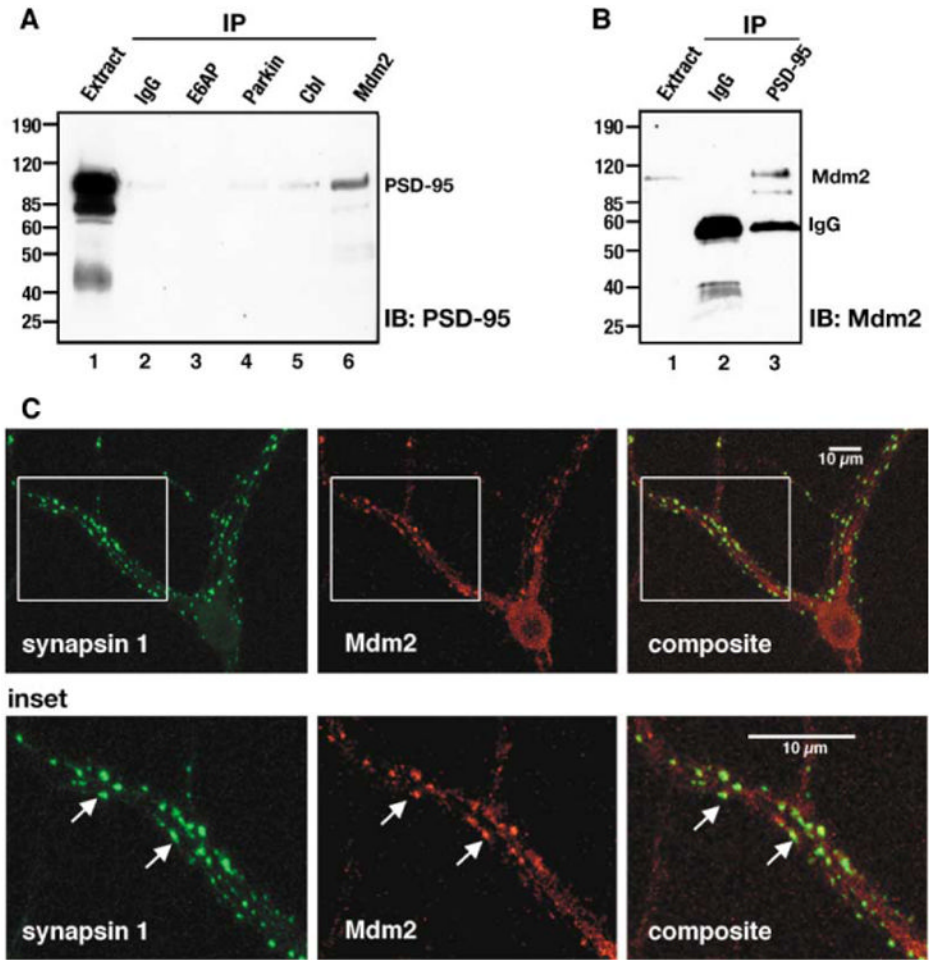 A
IP
Extract
IgG
E6AP
Parkin
Cbl
Mdm2
190
120
85
60
50
40
25
PSD-95
IB: PSD-95
1 2 3 4 5 6
B
IP
Extract
IgG
PSD-95
190
120
85
60
50
40
25
Mdm2
IgG
IB: Mdm2
1 2 3
C
10 µm
synapsin 1
Mdm2
composite
inset
10 µm
synapsin 1
Mdm2
composite